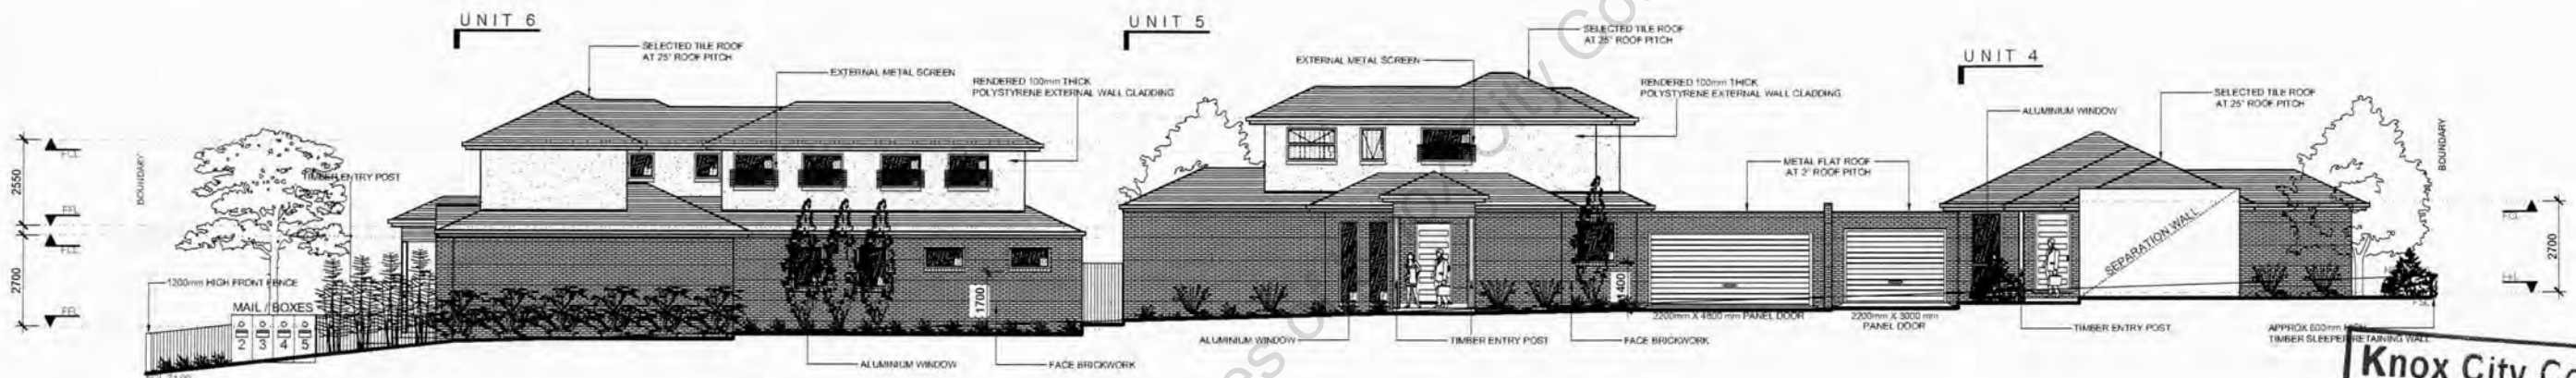 UNIT 6
SELECTED TILE ROOF
AT 25° ROOF PITCH
EXTERNAL METAL SCREEN
RENDERED 100mm THICK
POLYSTYRENE EXTERNAL WALL CLADDING
UNIT 5
EXTERNAL METAL SCREEN
SELECTED TILE ROOF
AT 25° ROOF PITCH
RENDERED 100mm THICK
POLYSTYRENE EXTERNAL WALL CLADDING
UNIT 4
ALUMINIUM WINDOW
SELECTED TILE ROOF
AT 25° ROOF PITCH
METAL FLAT ROOF
AT 2° ROOF PITCH
BOUNDARY
BOUNDARY
FCL
2550
FFL
FCL
2700
FFL
TIMBER ENTRY POST
1200mm HIGH FRONT FENCE
MAIL / BOXES
2 3 4 5
1700
1400
SEPARATION WALL
FCL
2700
FFL
2200mm X 4800 mm PANEL DOOR
2200mm X 3000 mm
PANEL DOOR
ALUMINIUM WINDOW
FACE BRICKWORK
ALUMINIUM WINDOW
TIMBER ENTRY POST
FACE BRICKWORK
TIMBER ENTRY POST
APPROX 600mm HIGH
TIMBER SLEEPER RETAINING WALL
Knox City Co